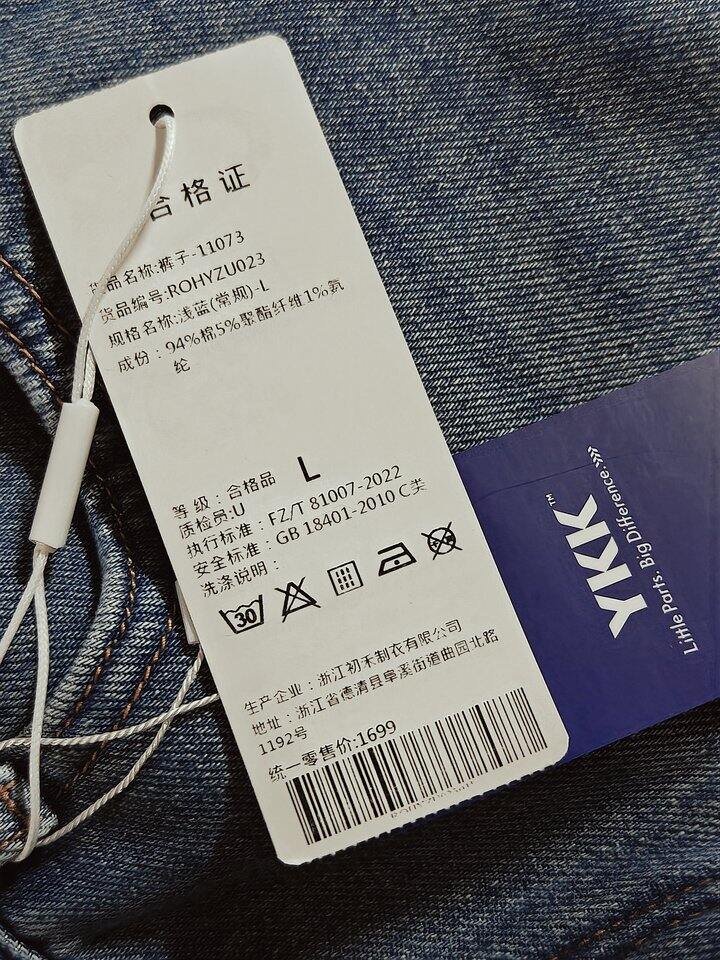 合格证
货品名称:裤子-11073
货品编号:ROHYZU023
规格名称:浅蓝(常规)-L
成份：94%棉5%聚酯纤维1%氨
纶
L
等 级：合格品
质检员:U
执行标准：FZ/T 81007-2022
安全标准：GB 18401-2010 C类
洗涤说明：
30
生产企业：浙江初禾制衣有限公司
地址：浙江省德清县阜溪街道曲园北路
1192号
统一零售价:1699
YKK™
Little Parts. Big Difference.